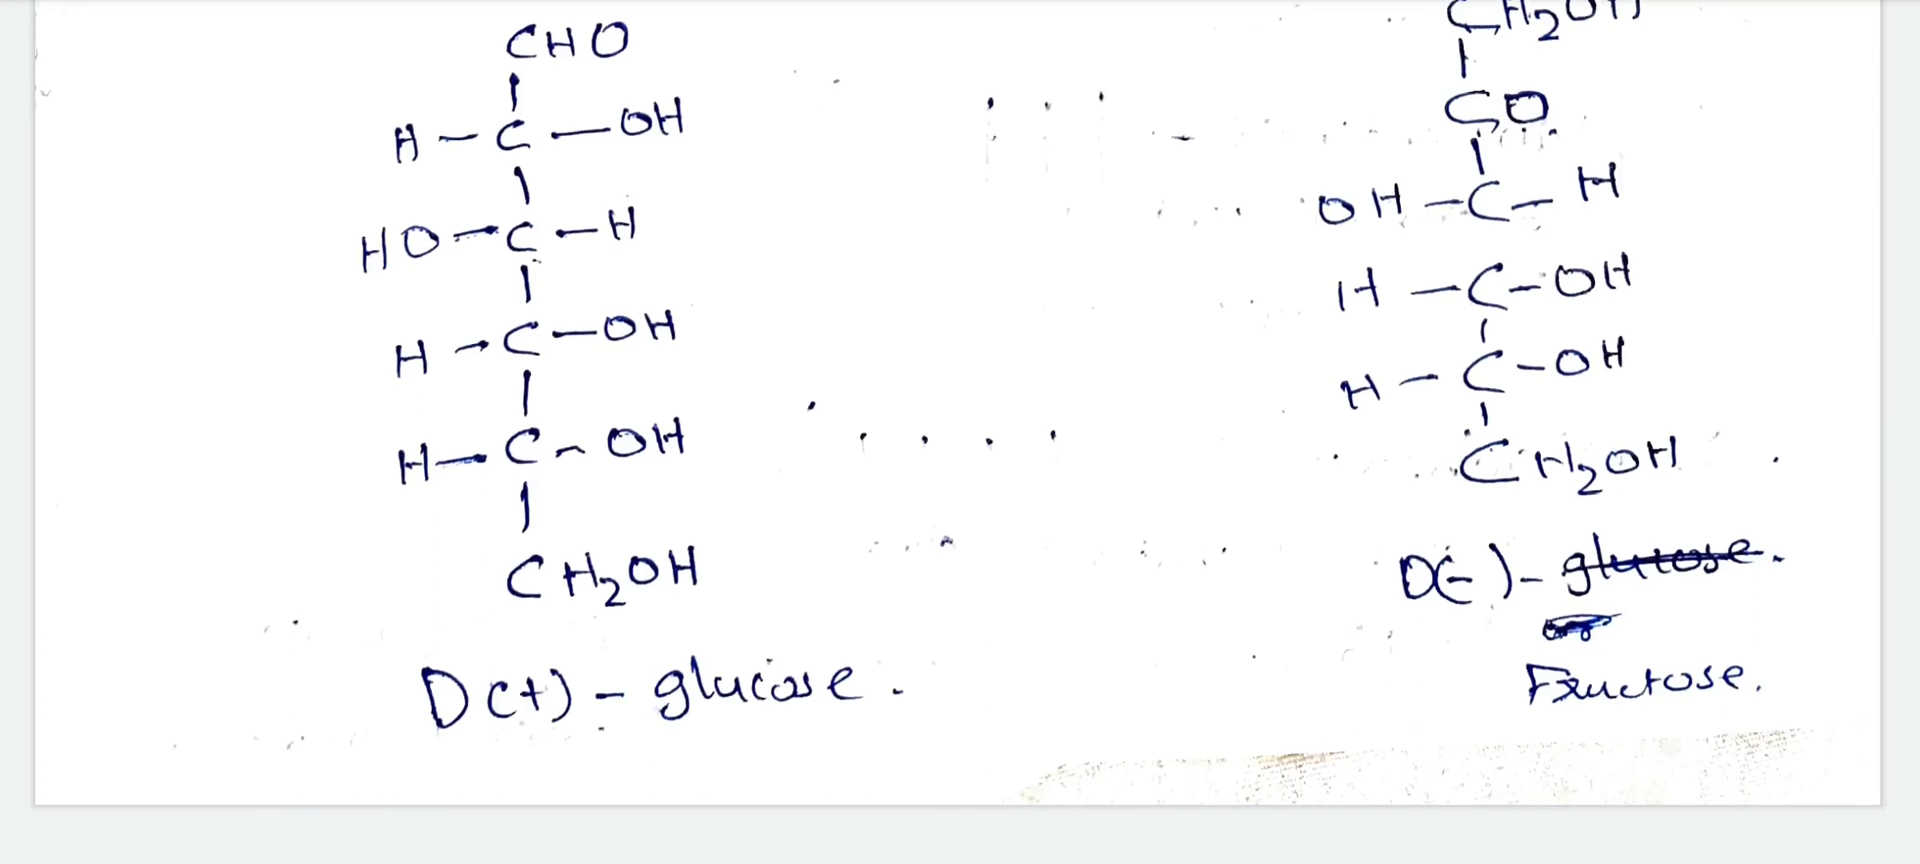 CHO
H - C - OH
HO - C - H
H - C - OH
H - C - OH
CH2OH
D(+) - glucose.
CH2OH
CO
OH - C - H
H - C - OH
H - C - OH
CH2OH
D(-) - glucose.
Fructose.